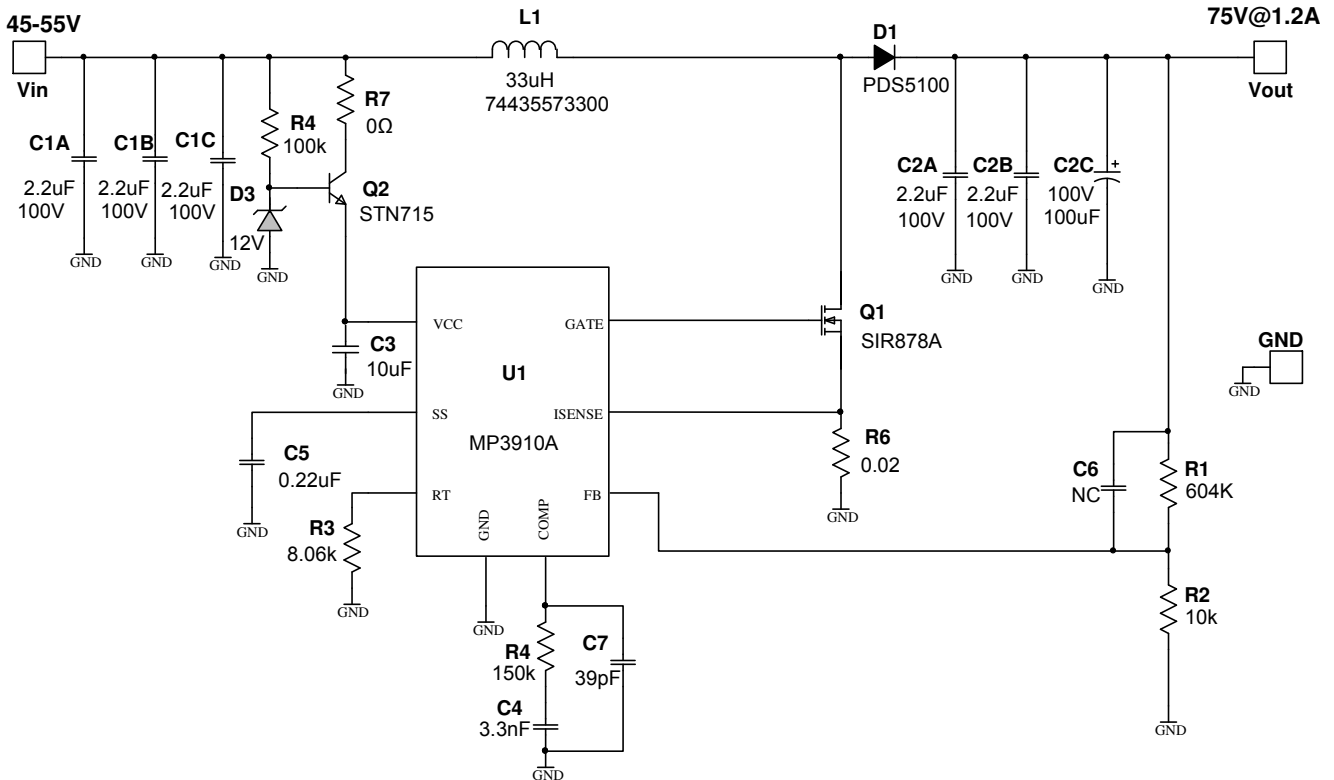 45-55V
Vin
L1
33uH
74435573300
D1
PDS5100
75V@1.2A
Vout
C1A
2.2uF
100V
GND
C1B
2.2uF
100V
GND
C1C
2.2uF
100V
GND
R4
100k
D3
12V
GND
R7
0Ω
Q2
STN715
C2A
2.2uF
100V
GND
C2B
2.2uF
100V
GND
C2C
+
100V
100uF
GND
C3
10uF
GND
VCC
GATE
U1
SS
ISENSE
MP3910A
RT
FB
GND
COMP
Q1
SIR878A
GND
GND
C5
0.22uF
GND
R3
8.06k
GND
R6
0.02
GND
C6
NC
R1
604K
R2
10k
GND
GND
R4
150k
C7
39pF
C4
3.3nF
GND